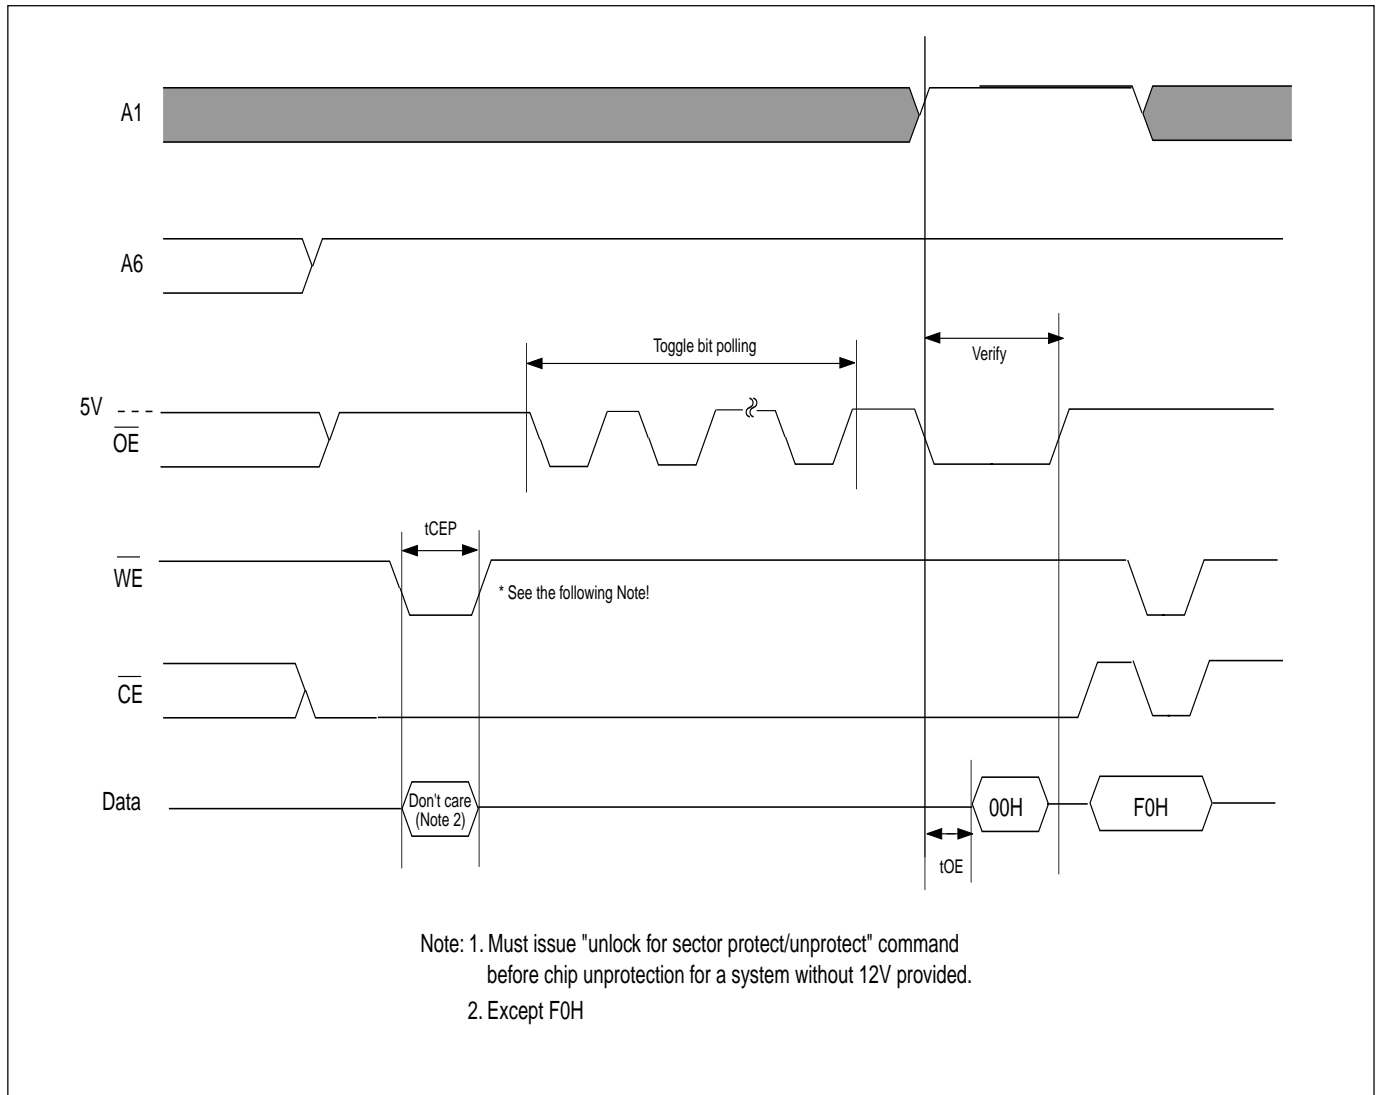 A1
A6
Toggle bit polling
Verify
5V
OE
tCEP
WE
* See the following Note!
CE
Data
Don't care
(Note 2)
00H
F0H
tOE
Note: 1. Must issue "unlock for sector protect/unprotect" command
before chip unprotection for a system without 12V provided.
2. Except F0H